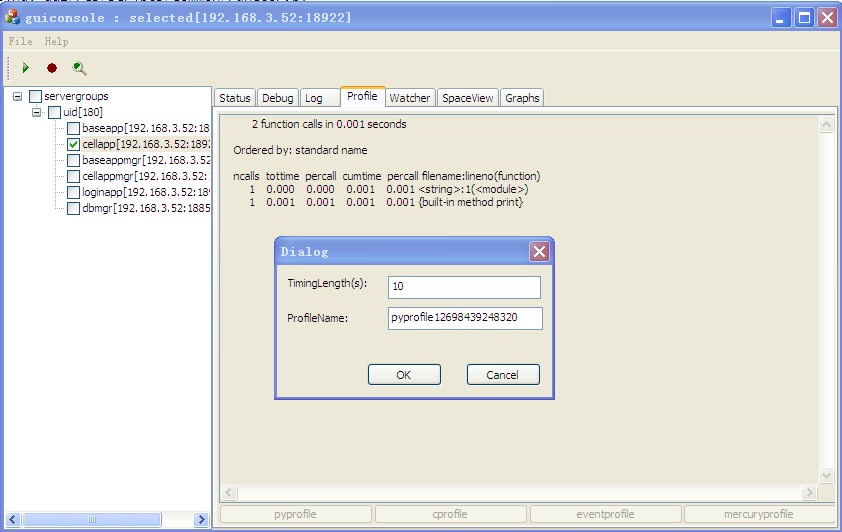 guiconsole : selected[192.168.3.52:18922]
File Help
servergroups
uid[180]
baseapp[192.168.3.52:18
cellapp[192.168.3.52:1892
baseappmgr[192.168.3.52
cellappmgr[192.168.3.52:
loginapp[192.168.3.52:189
dbmgr[192.168.3.52:1885
Status Debug Log Profile Watcher SpaceView Graphs
2 function calls in 0.001 seconds
Ordered by: standard name
ncalls tottime percall cumtime percall filename:lineno(function)
1 0.000 0.000 0.001 0.001 <string>:1(<module>)
1 0.001 0.001 0.001 0.001 {built-in method print}
Dialog
TimingLength(s): 10
ProfileName: pyprofile12698439248320
OK Cancel
pyprofile cprofile eventprofile mercuryprofile